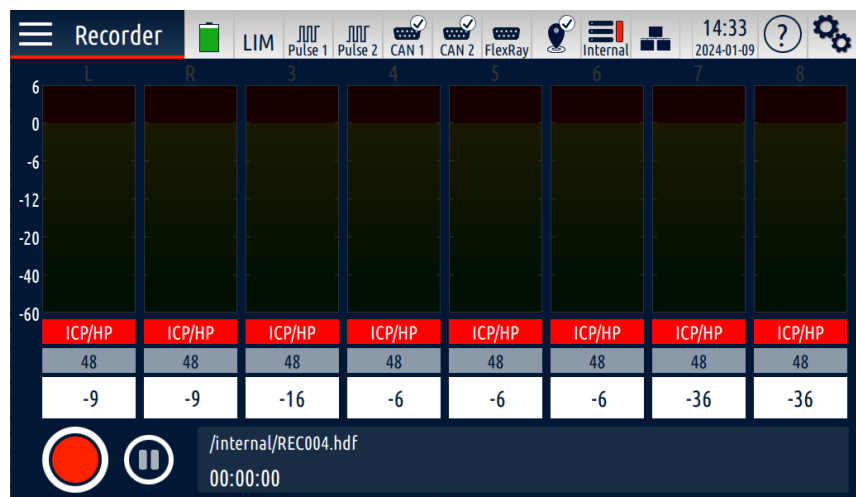 Recorder LIM Pulse 1 Pulse 2 CAN 1 CAN 2 FlexRay Internal 14:33 2024-01-09 ?
L R 3 4 5 6 7 8
6
0
-6
-12
-20
-40
-60
ICP/HP ICP/HP ICP/HP ICP/HP ICP/HP ICP/HP ICP/HP ICP/HP
48 48 48 48 48 48 48 48
-9 -9 -16 -6 -6 -6 -36 -36
/internal/REC004.hdf
00:00:00